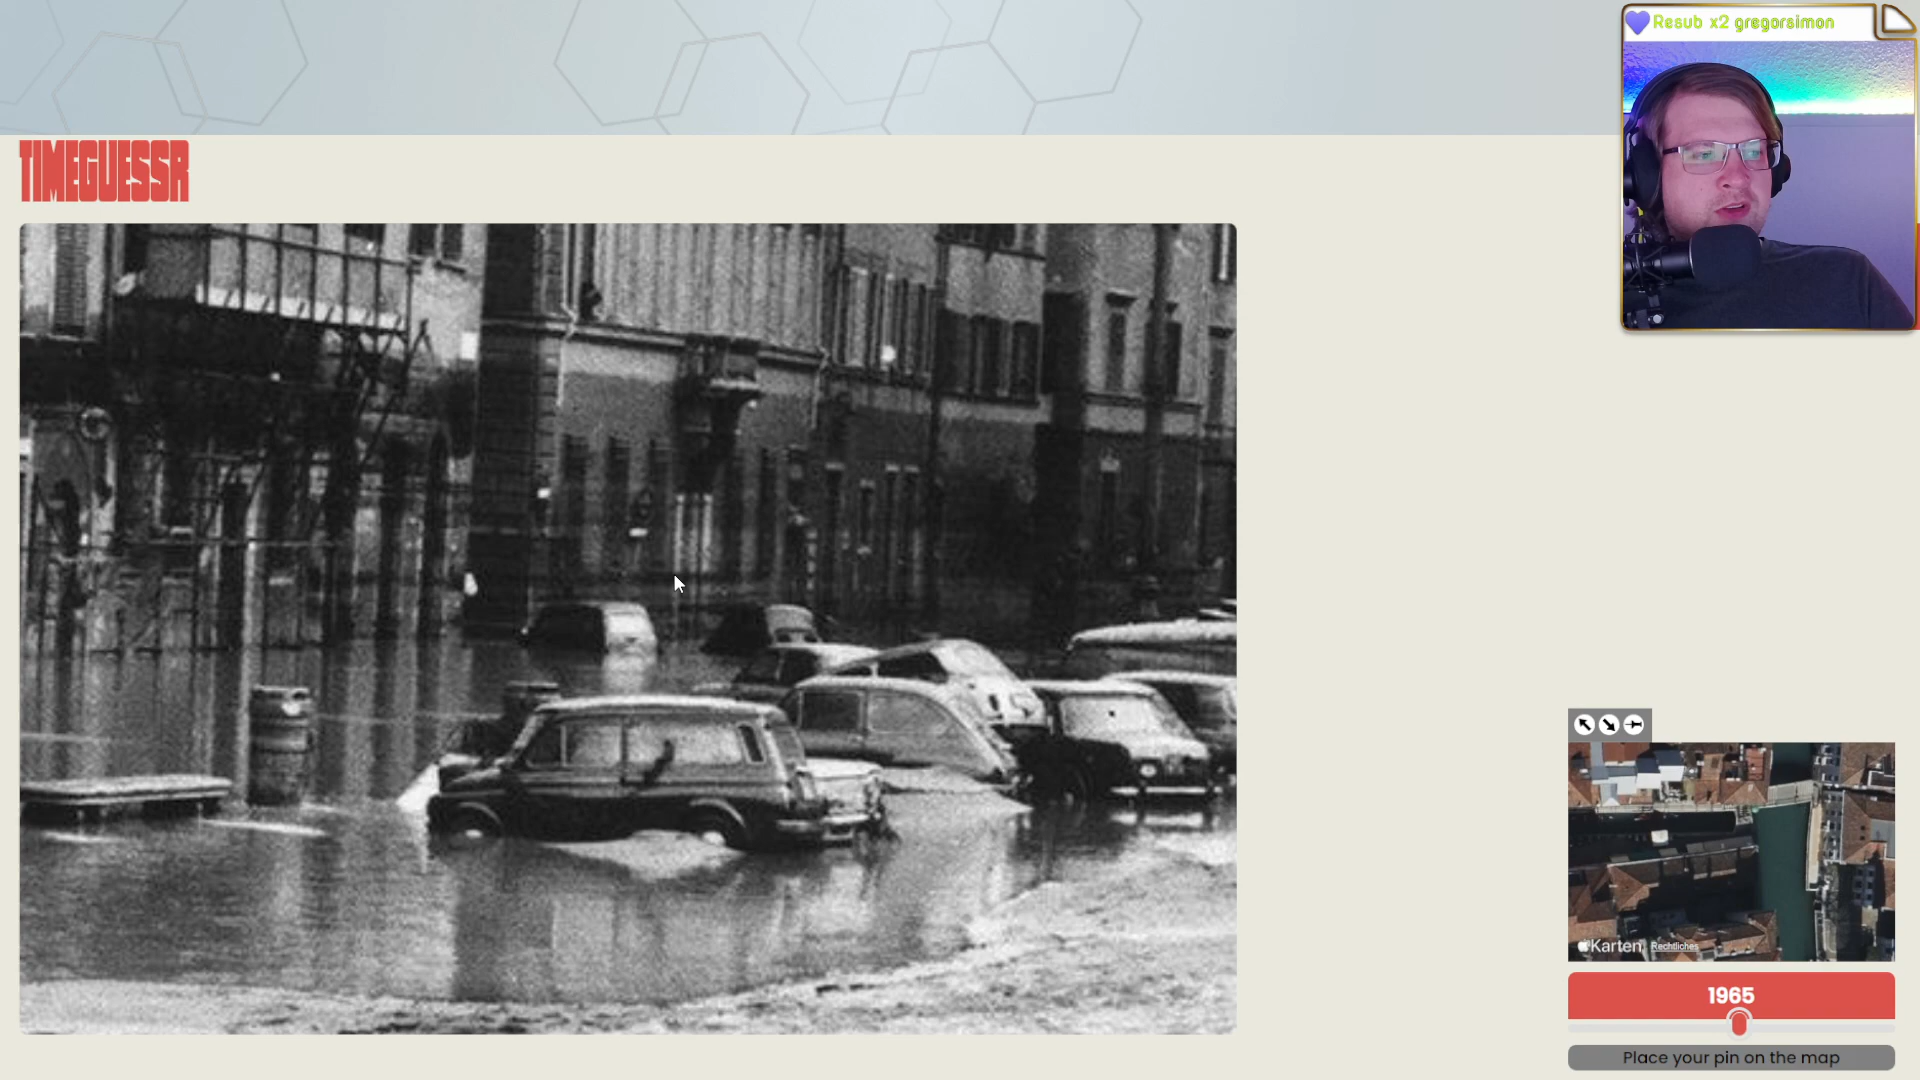 Resub x2 gregorsimon
TIMEGUESSR
Karten
Rechtliches
1965
Place your pin on the map